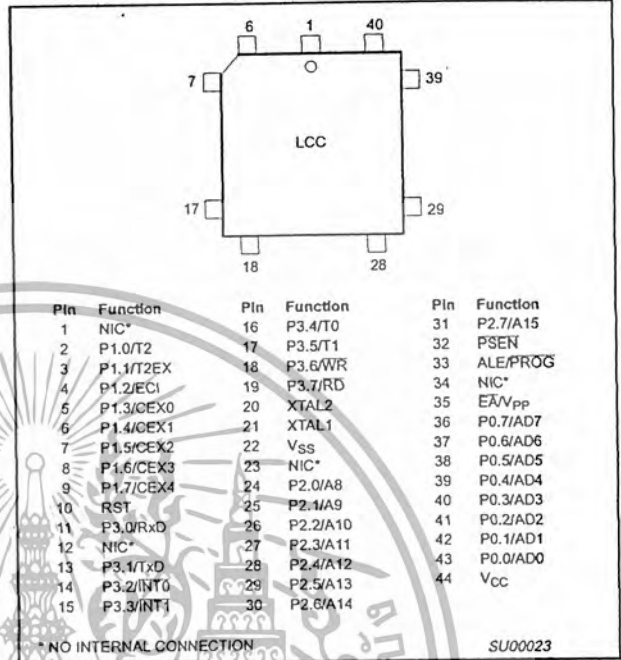 6 1 40
7 39
LCC
17 29
18 28
Pin Function
1 NIC*
2 P1.0/T2
3 P1.1/T2EX
4 P1.2/ECI
5 P1.3/CEX0
6 P1.4/CEX1
7 P1.5/CEX2
8 P1.6/CEX3
9 P1.7/CEX4
10 RST
11 P3.0/RxD
12 NIC*
13 P3.1/TxD
14 P3.2/INT0
15 P3.3/INT1
Pin Function
16 P3.4/T0
17 P3.5/T1
18 P3.6/WR
19 P3.7/RD
20 XTAL2
21 XTAL1
22 VSS
23 NIC*
24 P2.0/A8
25 P2.1/A9
26 P2.2/A10
27 P2.3/A11
28 P2.4/A12
29 P2.5/A13
30 P2.6/A14
Pin Function
31 P2.7/A15
32 PSEN
33 ALE/PROG
34 NIC*
35 EA/VPP
36 P0.7/AD7
37 P0.6/AD6
38 P0.5/AD5
39 P0.4/AD4
40 P0.3/AD3
41 P0.2/AD2
42 P0.1/AD1
43 P0.0/AD0
44 VCC
* NO INTERNAL CONNECTION SU00023